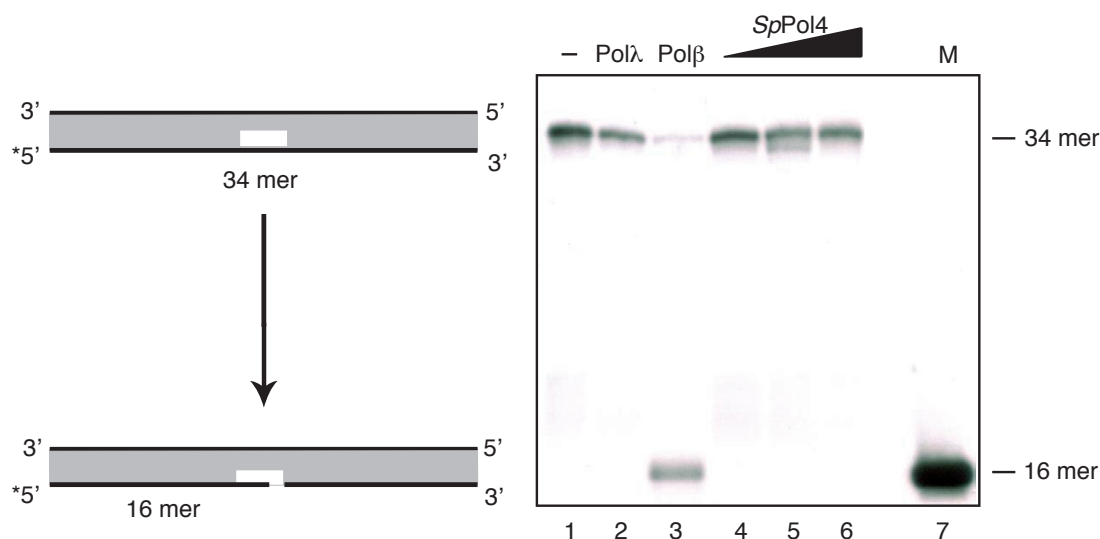 3’ 5’
*5’ 3’
34 mer
3’ 5’
*5’ 3’
16 mer
SpPol4
– Polλ Polβ M
— 34 mer
— 16 mer
1 2 3 4 5 6 7